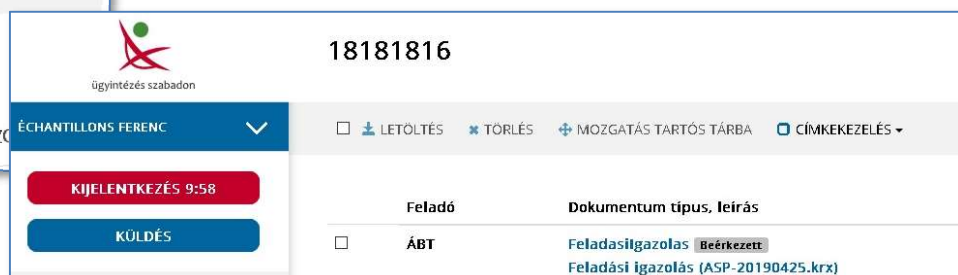 ügyintézés szabadon
18181816
ÉCHANTILLONS FERENC
LETÖLTÉS TÖRLÉS MOZGATÁS TARTÓS TÁRBA CÍMKEKEZELÉS
KIJELENTKEZÉS 9:58
KÜLDÉS
Feladó Dokumentum típus, leírás
ÁBT FeladasiIgazolas Beérkezett
Feladási igazolás (ASP-20190425.krx)